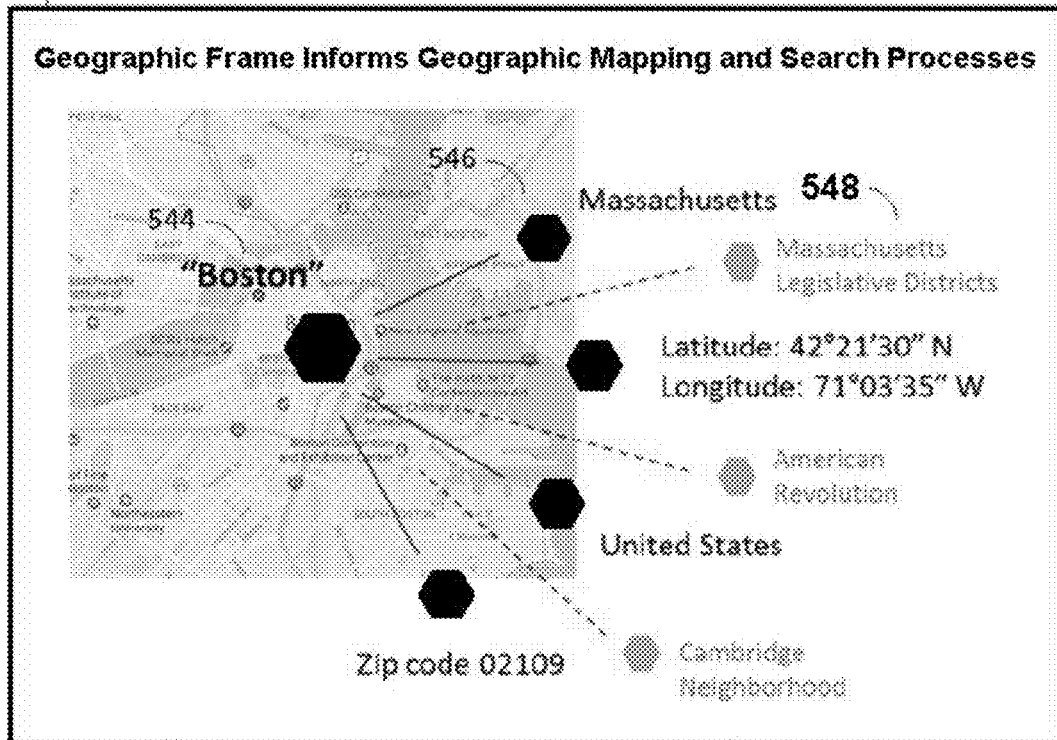 Geographic Frame Informs Geographic Mapping and Search Processes
546
Massachusetts
548
544
"Boston"
Massachusetts
Legislative Districts
Latitude: 42°21'30" N
Longitude: 71°03'35" W
American
Revolution
United States
Zip code 02109
Cambridge
Neighborhood